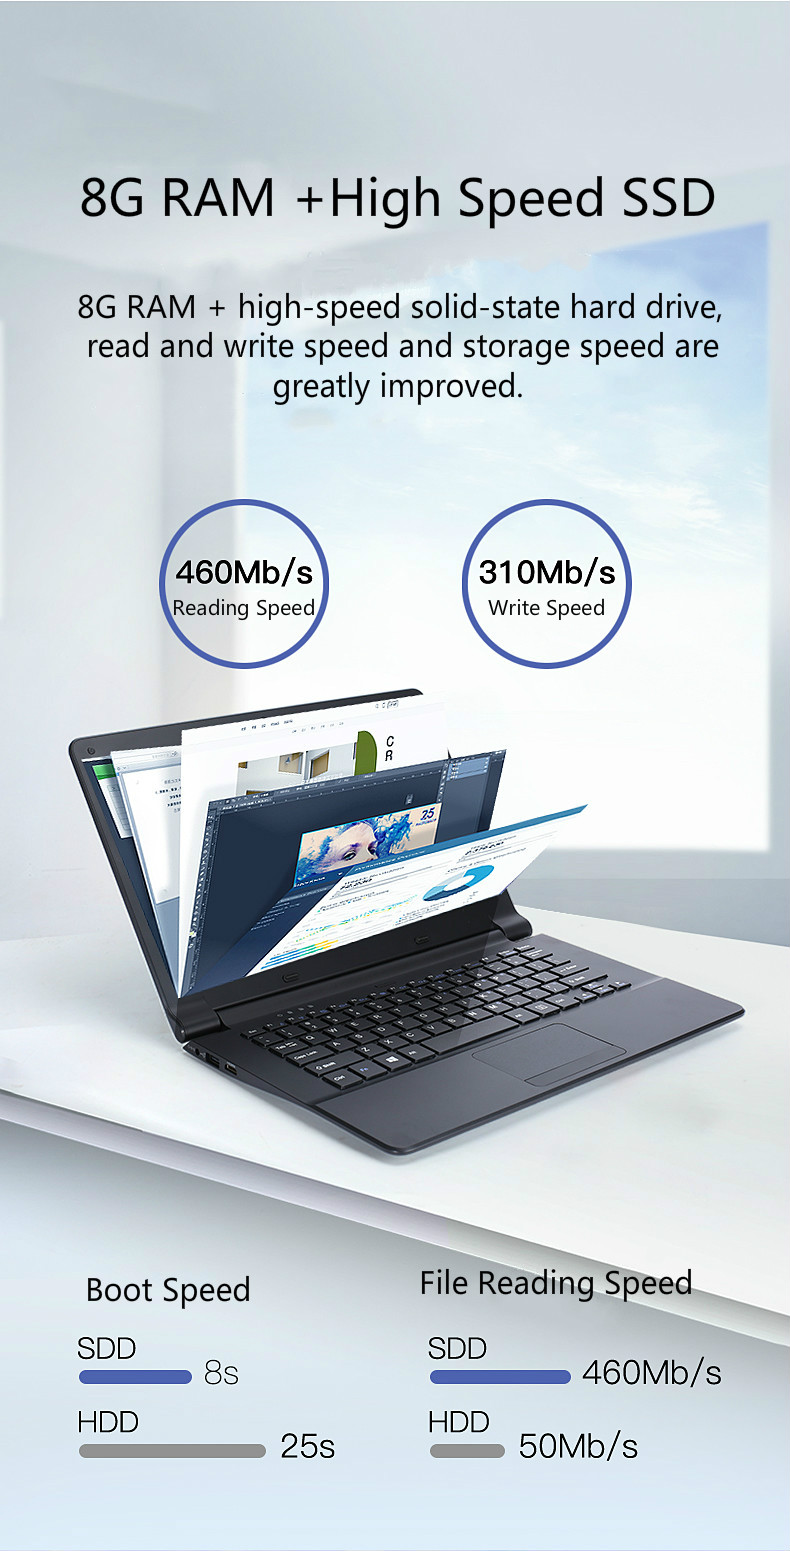 8G RAM +High Speed SSD
8G RAM + high-speed solid-state hard drive,
read and write speed and storage speed are
greatly improved.
460Mb/s
Reading Speed
310Mb/s
Write Speed
C
R
25
Boot Speed
File Reading Speed
SDD
8s
HDD
25s
SDD
460Mb/s
HDD
50Mb/s